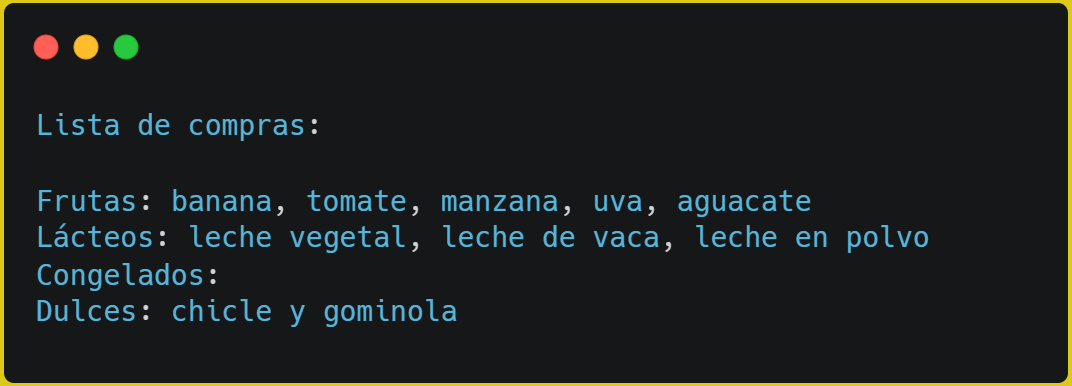 Lista de compras:
Frutas: banana, tomate, manzana, uva, aguacate
Lácteos: leche vegetal, leche de vaca, leche en polvo
Congelados:
Dulces: chicle y gominola